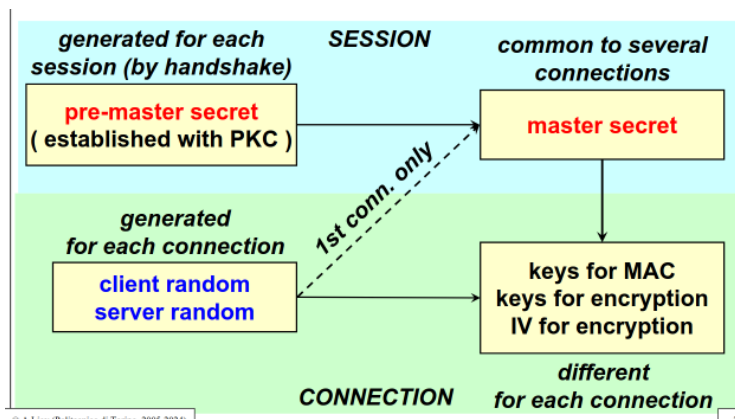 generated for each
session (by handshake)
SESSION
common to several
connections
pre-master secret
( established with PKC )
master secret
1st conn. only
generated
for each connection
client random
server random
keys for MAC
keys for encryption
IV for encryption
different
for each connection
CONNECTION